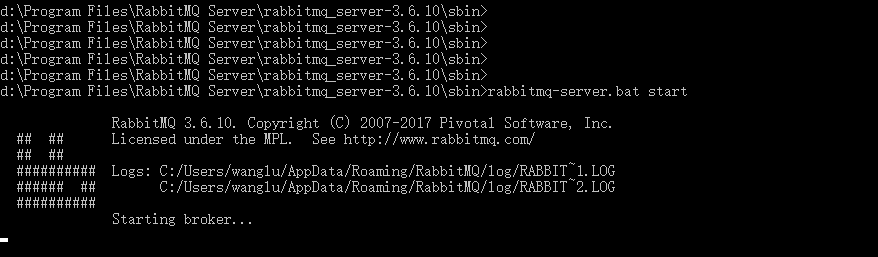 d:\Program Files\RabbitMQ Server\rabbitmq_server-3.6.10\sbin>
d:\Program Files\RabbitMQ Server\rabbitmq_server-3.6.10\sbin>
d:\Program Files\RabbitMQ Server\rabbitmq_server-3.6.10\sbin>
d:\Program Files\RabbitMQ Server\rabbitmq_server-3.6.10\sbin>
d:\Program Files\RabbitMQ Server\rabbitmq_server-3.6.10\sbin>
d:\Program Files\RabbitMQ Server\rabbitmq_server-3.6.10\sbin>rabbitmq-server.bat start
RabbitMQ 3.6.10. Copyright (C) 2007-2017 Pivotal Software, Inc.
## ## Licensed under the MPL. See http://www.rabbitmq.com/
## ##
########## Logs: C:/Users/wanglu/AppData/Roaming/RabbitMQ/log/RABBIT~1.LOG
###### ## C:/Users/wanglu/AppData/Roaming/RabbitMQ/log/RABBIT~2.LOG
##########
Starting broker...